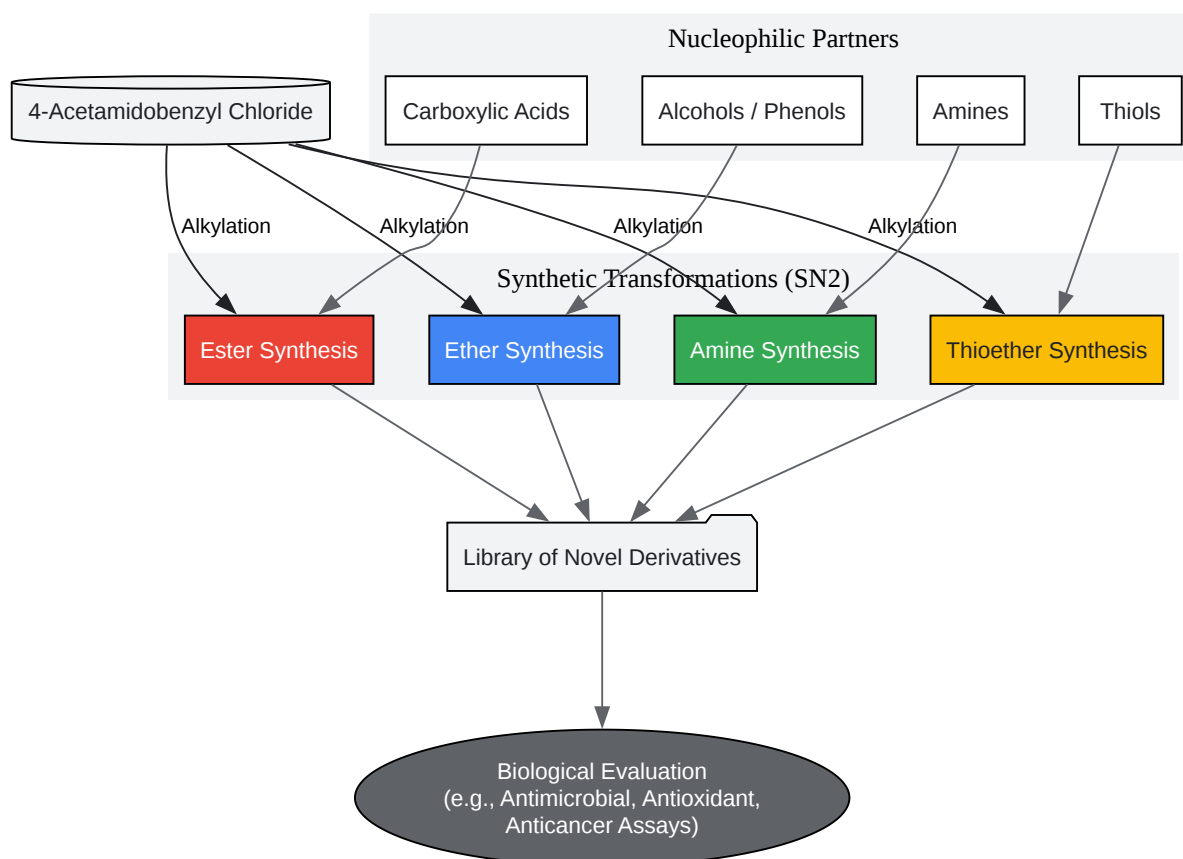 Nucleophilic Partners
4-Acetamidobenzyl Chloride
Carboxylic Acids
Alcohols / Phenols
Amines
Thiols
Alkylation
Alkylation
Alkylation
Alkylation
Synthetic Transformations (SN2)
Ester Synthesis
Ether Synthesis
Amine Synthesis
Thioether Synthesis
Library of Novel Derivatives
Biological Evaluation
(e.g., Antimicrobial, Antioxidant,
Anticancer Assays)